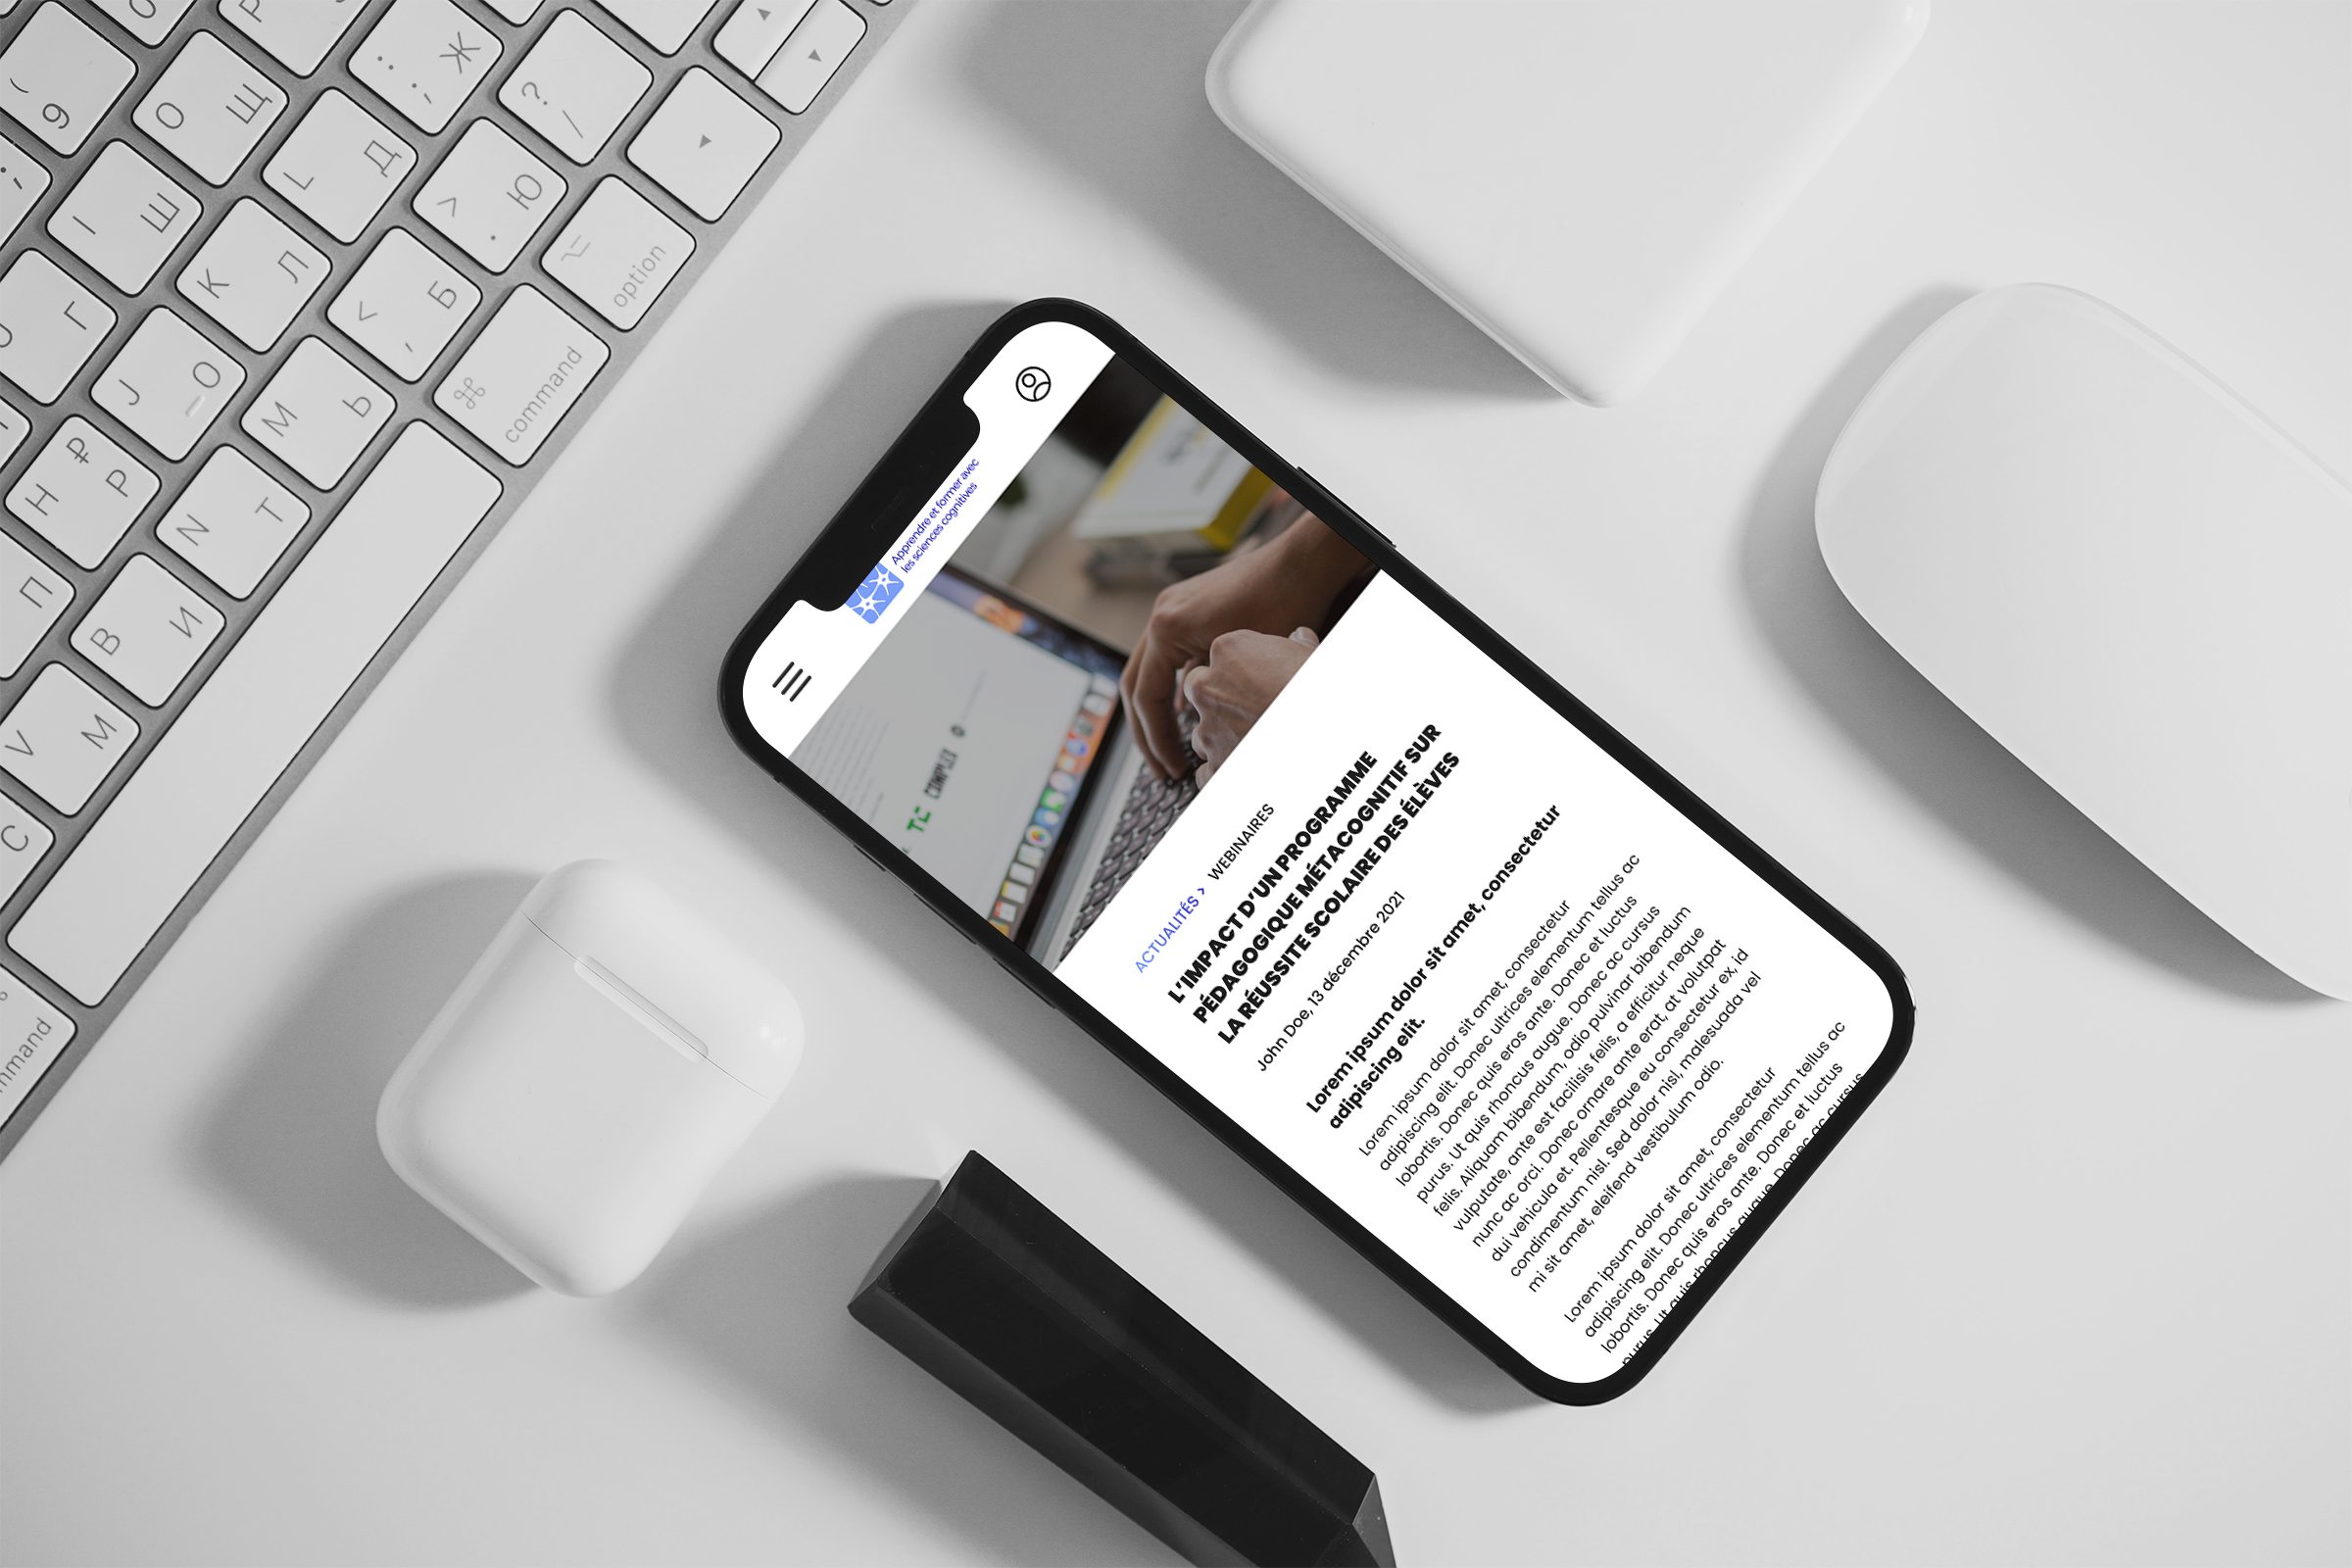 Apprendre et former avec
les sciences cognitives
ACTUALITÉS > WEBINAIRES
L'IMPACT D'UN PROGRAMME
PÉDAGOGIQUE MÉTACOGNITIF SUR
LA RÉUSSITE SCOLAIRE DES ÉLÈVES
John Doe, 13 décembre 2021
Lorem ipsum dolor sit amet, consectetur
adipiscing elit.
Lorem ipsum dolor sit amet, consectetur
adipiscing elit. Donec ultrices elementum tellus ac
lobortis. Donec quis eros ante. Donec et luctus
purus. Ut quis rhoncus augue. Donec ac cursus
felis. Aliquam bibendum, odio pulvinar bibendum
vulputate, ante est facilisis felis, a efficitur neque
nunc ac orci. Donec ornare ante erat, at volutpat
dui vehicula et. Pellentesque eu consectetur ex, id
condimentum nisl. Sed dolor nisl, malesuada vel
mi sit amet, eleifend vestibulum odio.
Lorem ipsum dolor sit amet, consectetur
adipiscing elit. Donec ultrices elementum tellus ac
lobortis. Donec quis eros ante. Donec et luctus
purus. Ut quis rhoncus augue. Donec ac cursus
9 (
O Щ
: ; Ж
? /
I Ш
L Д
> . Ю
option
Г
K Л
< , Б
command
J О
M Ь
H ₽ Р
N Т
П
B И
V М
C
mmand